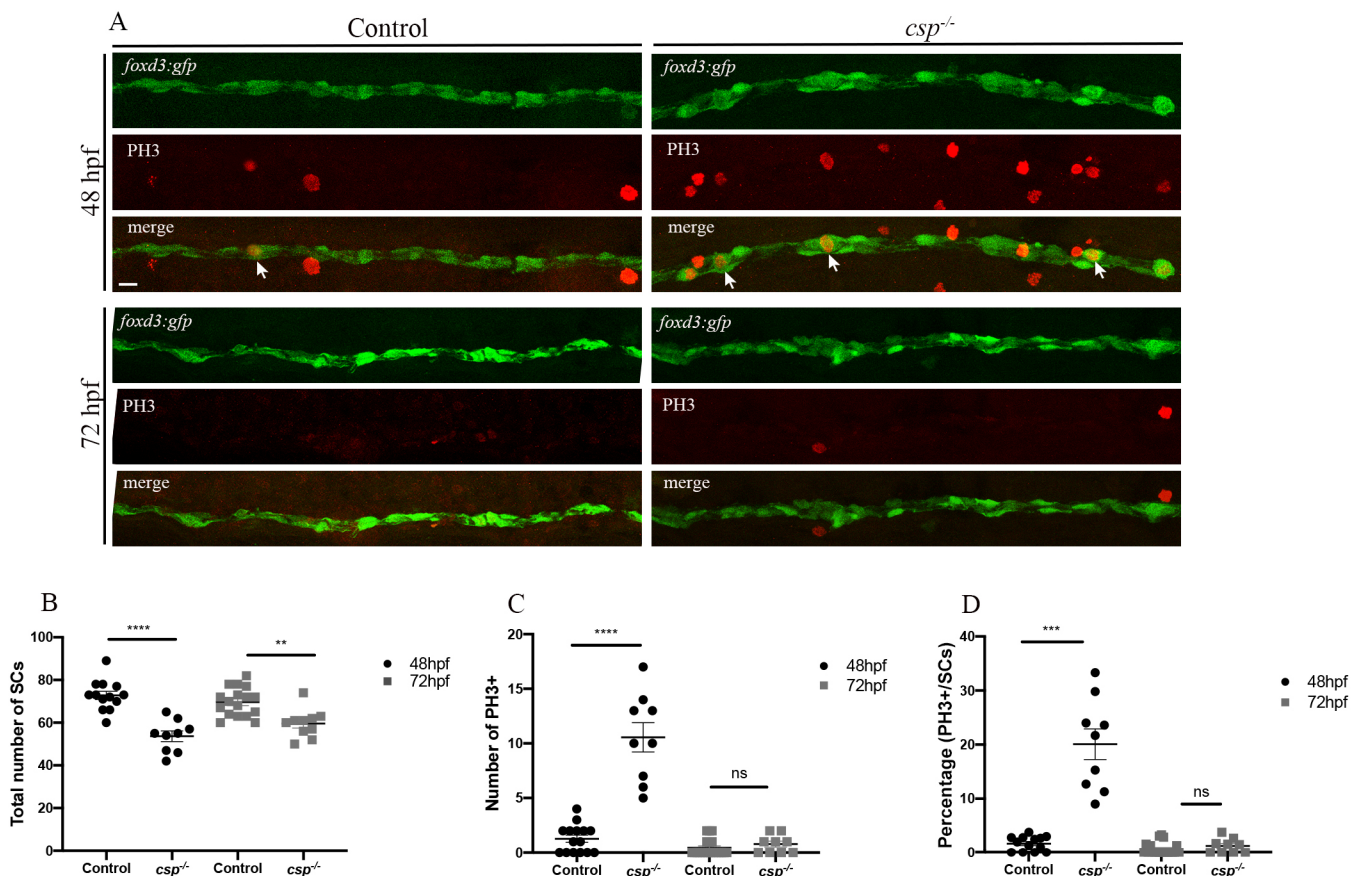 A
Control
csp-/-
48 hpf
foxd3:gfp
foxd3:gfp
PH3
PH3
merge
merge
72 hpf
foxd3:gfp
foxd3:gfp
PH3
PH3
merge
merge
B
Total number of SCs
100
80
60
40
20
0
****
**
48hpf
72hpf
Control
csp-/-
Control
csp-/-
C
Number of PH3+
20
15
10
5
0
****
ns
48hpf
72hpf
Control
csp-/-
Control
csp-/-
D
Percentage (PH3+/SCs)
40
30
20
10
0
***
ns
48hpf
72hpf
Control
csp-/-
Control
csp-/-